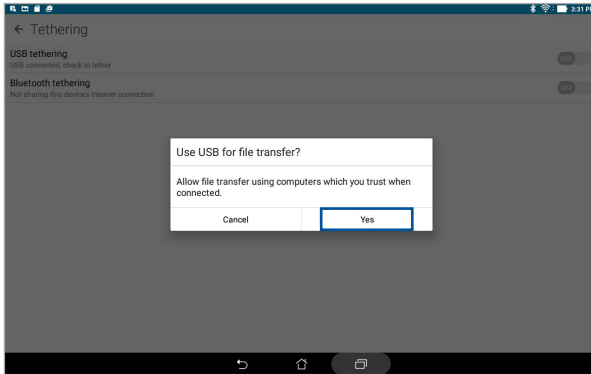 3:31 PM
Tethering
USB tethering
USB connected, check to tether
OFF
Bluetooth tethering
Not sharing this device's internet connection
OFF
Use USB for file transfer?
Allow file transfer using computers which you trust when
connected.
Cancel
Yes